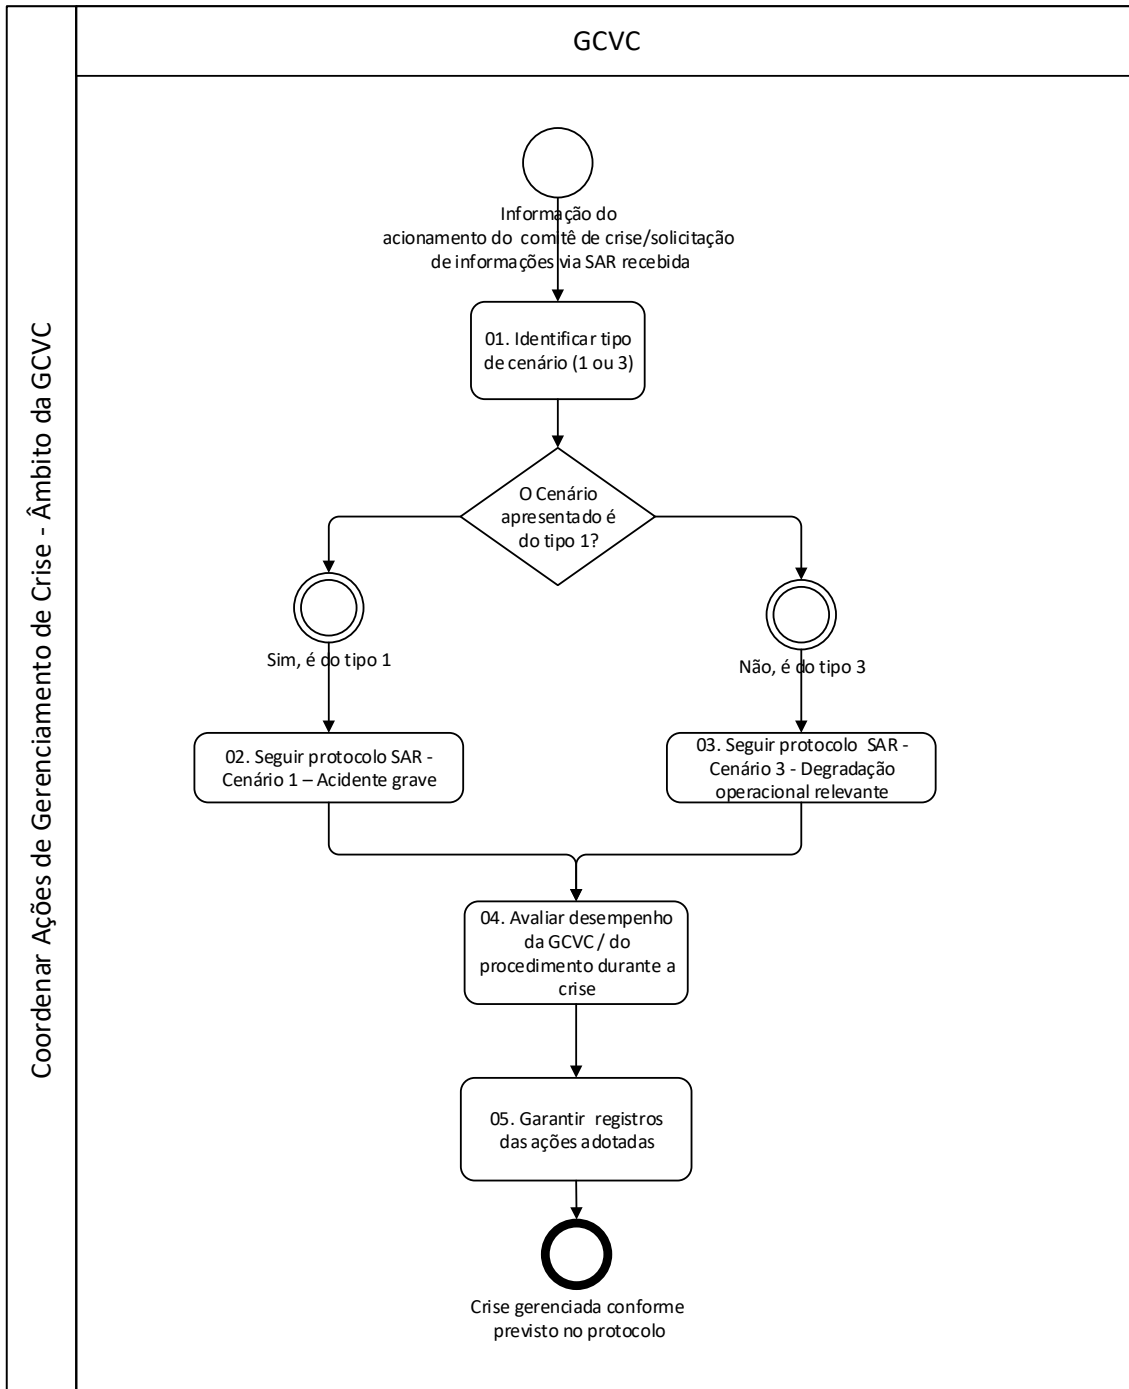 GCVC
Coordenar Ações de Gerenciamento de Crise - Âmbito da GCVC
Informação do
acionamento do comitê de crise/solicitação
de informações via SAR recebida
01. Identificar tipo
de cenário (1 ou 3)
O Cenário
apresentado é
do tipo 1?
Sim, é do tipo 1
Não, é do tipo 3
02. Seguir protocolo SAR -
Cenário 1 – Acidente grave
03. Seguir protocolo SAR -
Cenário 3 - Degradação
operacional relevante
04. Avaliar desempenho
da GCVC / do
procedimento durante a
crise
05. Garantir registros
das ações adotadas
Crise gerenciada conforme
previsto no protocolo